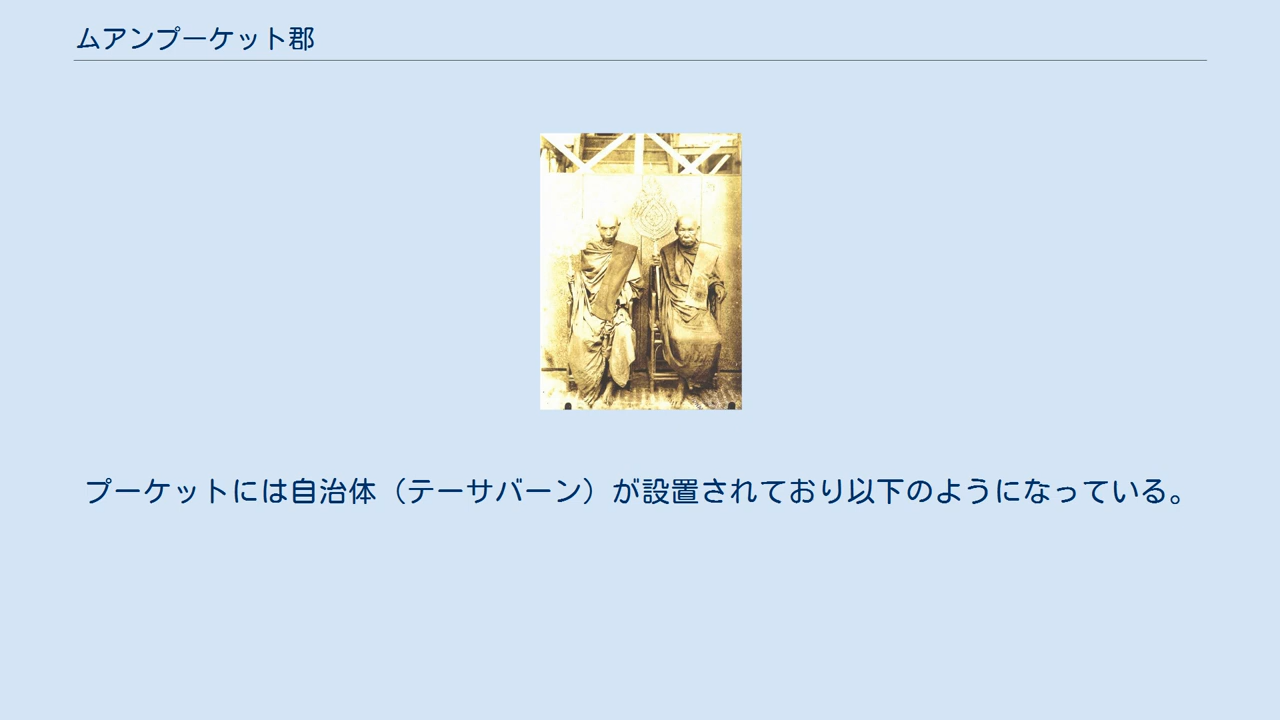 ムアンプーケット郡
プーケットには自治体（テーサバーン）が設置されており以下のようになっている。